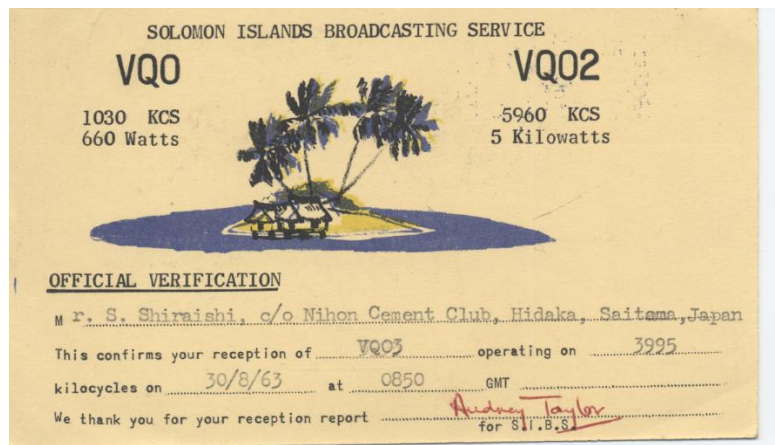 SOLOMON ISLANDS BROADCASTING SERVICE
VQO VQO2
1030 KCS 5960 KCS
660 Watts 5 Kilowatts
OFFICIAL VERIFICATION
Mr. S. Shiraishi, c/o Nihon Cement Club, Hidaka, Saitama, Japan
This confirms your reception of VQO3 operating on 3995
kilocycles on 30/8/63 at 0850 GMT
We thank you for your reception report Audrey Taylor
for S.I.B.S.